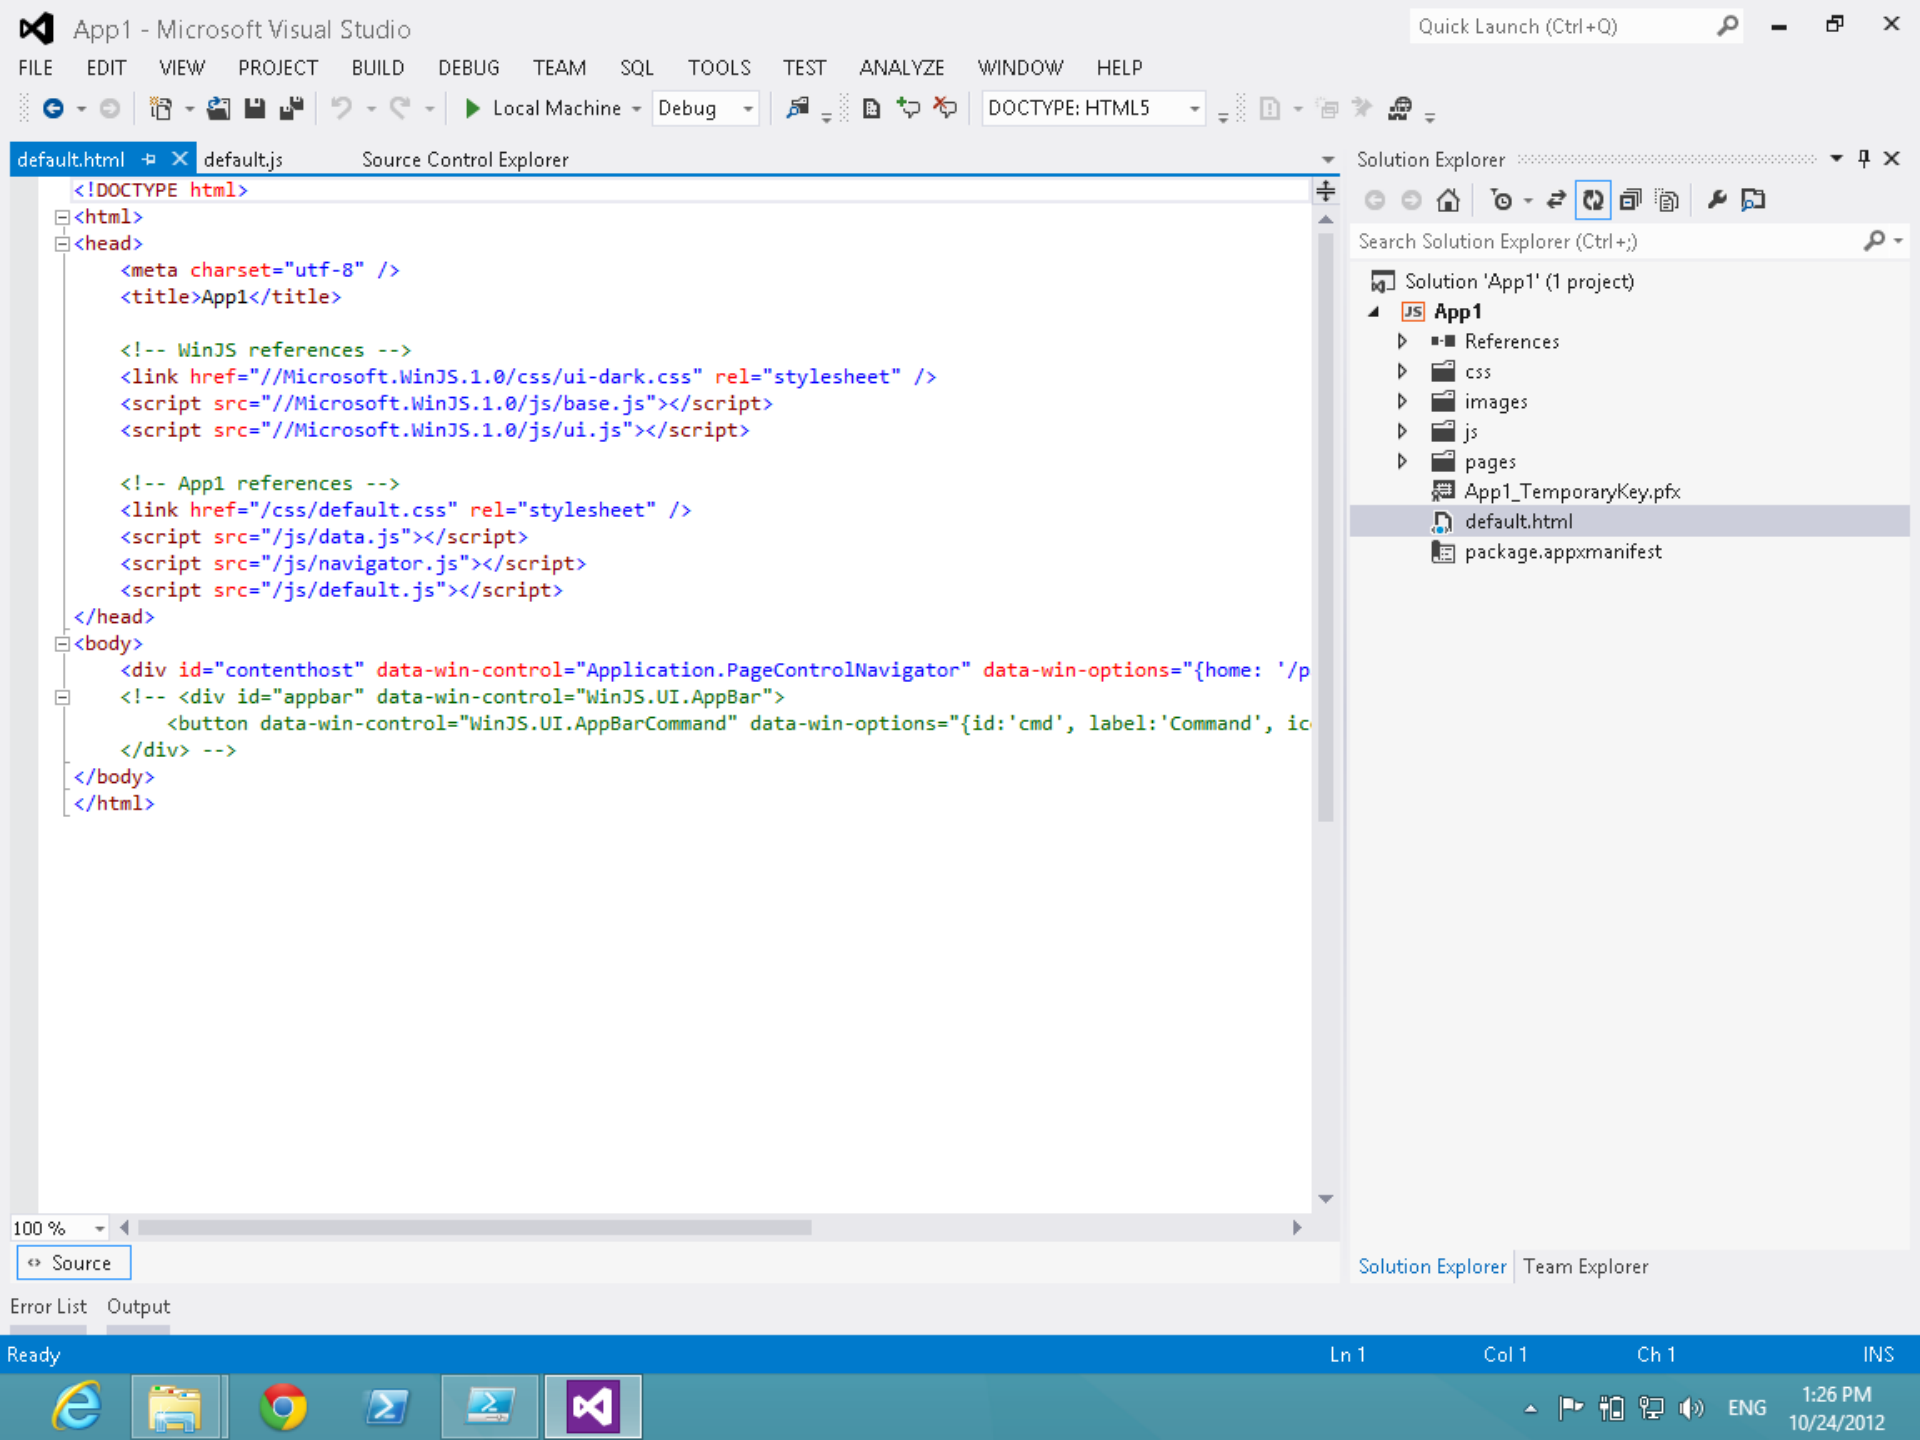 App1 - Microsoft Visual Studio
Quick Launch (Ctrl+Q)
FILE EDIT VIEW PROJECT BUILD DEBUG TEAM SQL TOOLS TEST ANALYZE WINDOW HELP
Local Machine Debug DOCTYPE: HTML5
default.html default.js Source Control Explorer
<!DOCTYPE html>
<html>
<head>
<meta charset="utf-8" />
<title>App1</title>
<!-- WinJS references -->
<link href="//Microsoft.WinJS.1.0/css/ui-dark.css" rel="stylesheet" />
<script src="//Microsoft.WinJS.1.0/js/base.js"></script>
<script src="//Microsoft.WinJS.1.0/js/ui.js"></script>
<!-- App1 references -->
<link href="/css/default.css" rel="stylesheet" />
<script src="/js/data.js"></script>
<script src="/js/navigator.js"></script>
<script src="/js/default.js"></script>
</head>
<body>
<div id="contenthost" data-win-control="Application.PageControlNavigator" data-win-options="{home: '/p
<!-- <div id="appbar" data-win-control="WinJS.UI.AppBar">
<button data-win-control="WinJS.UI.AppBarCommand" data-win-options="{id:'cmd', label:'Command', ic
</div> -->
</body>
</html>
100 %
Source
Solution Explorer
Search Solution Explorer (Ctrl+;)
Solution 'App1' (1 project)
JS App1
References
css
images
js
pages
App1_TemporaryKey.pfx
default.html
package.appxmanifest
Solution Explorer Team Explorer
Error List Output
Ready Ln 1 Col 1 Ch 1 INS
ENG
1:26 PM
10/24/2012